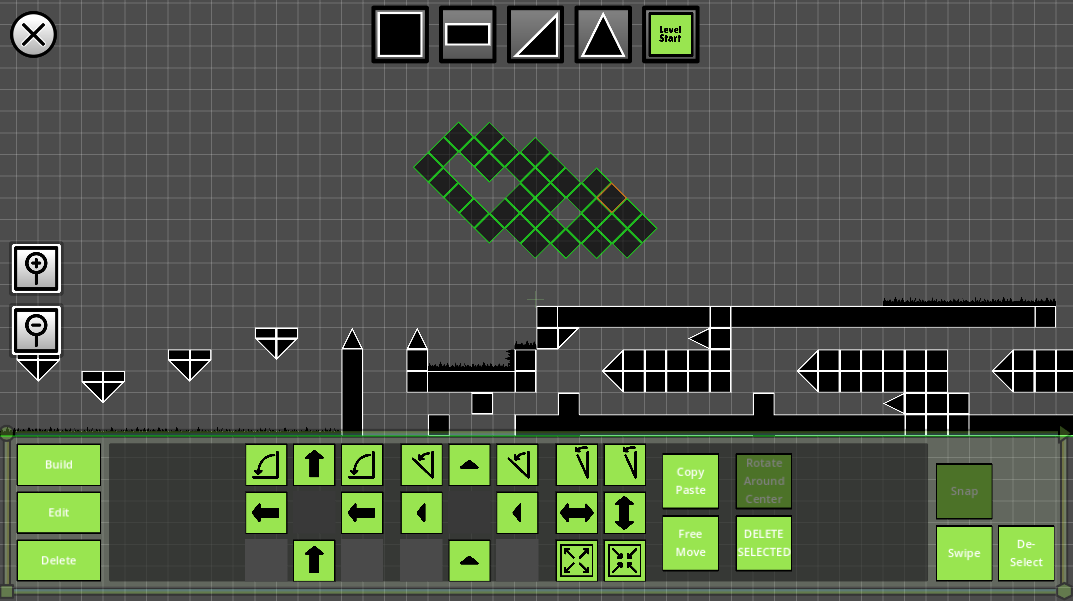 Level
Start
Build
Edit
Delete
Copy
Paste
Free
Move
Rotate
Around
Center
DELETE
SELECTED
Snap
Swipe
De-
Select